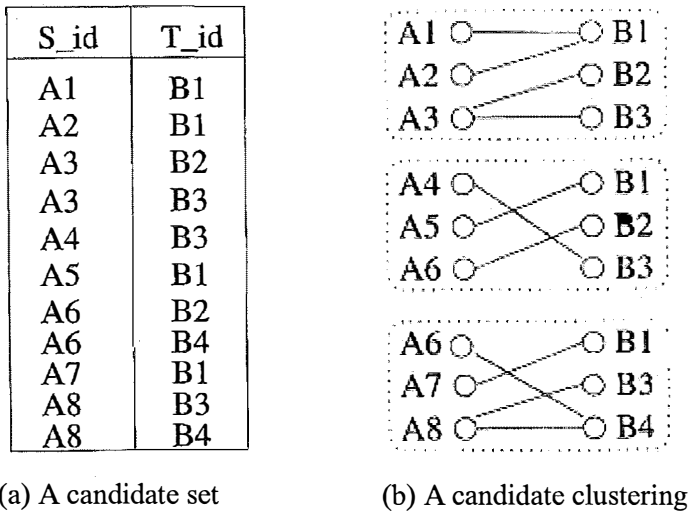 S_id T_id
A1 B1
A2 B1
A3 B2
A3 B3
A4 B3
A5 B1
A6 B2
A6 B4
A7 B1
A8 B3
A8 B4
(a) A candidate set
A1 B1
A2 B2
A3 B3
A4 B1
A5 B2
A6 B3
A6 B1
A7 B3
A8 B4
(b) A candidate clustering